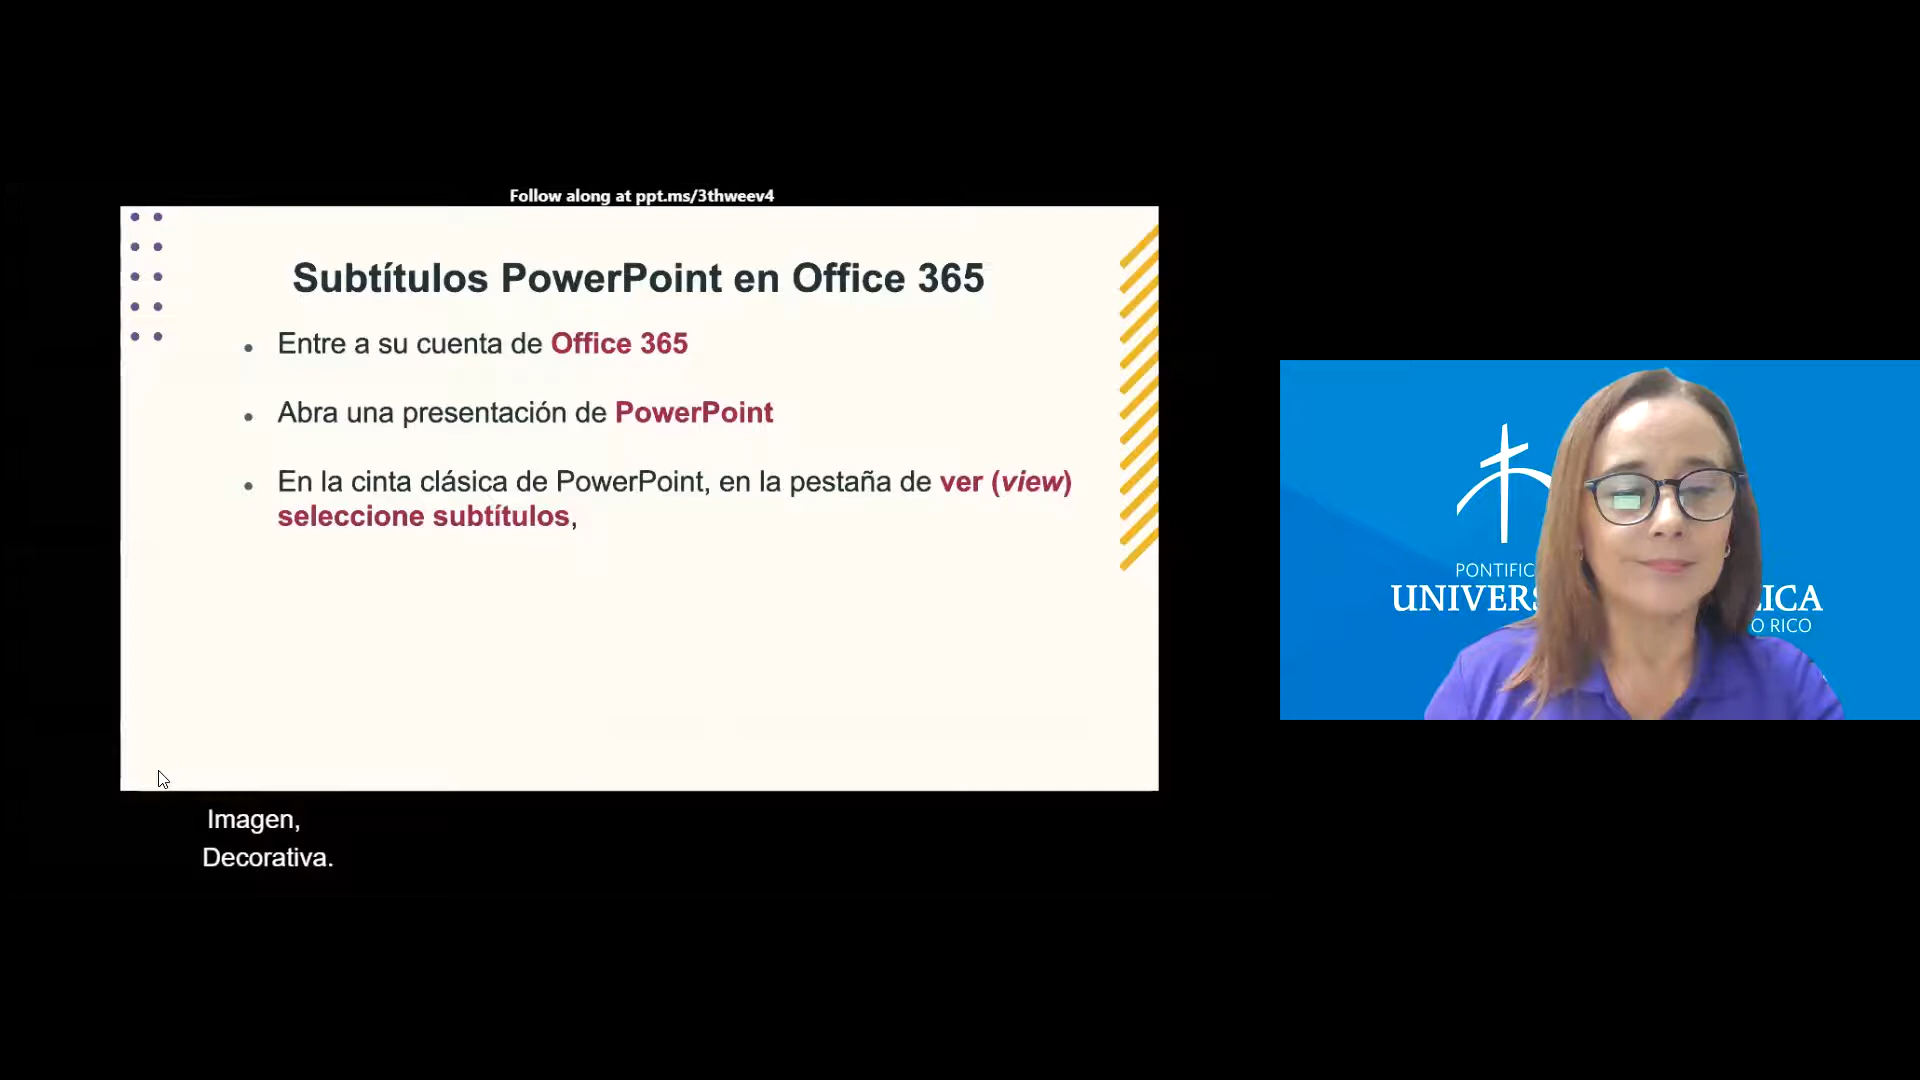 Follow along at ppt.ms/3thweev4
Subtítulos PowerPoint en Office 365
• Entre a su cuenta de Office 365
• Abra una presentación de PowerPoint
• En la cinta clásica de PowerPoint, en la pestaña de ver (view)
seleccione subtítulos,
Imagen,
Decorativa.
PONTIFIC
UNIVERS ICA
O RICO